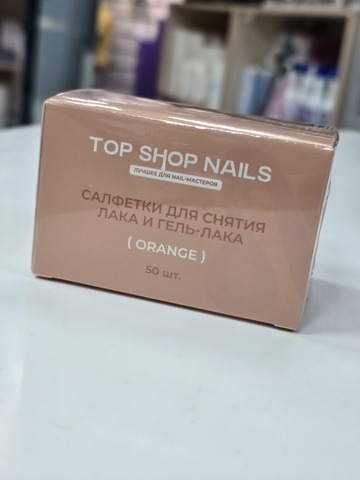 TOP SHOP NAILS
ЛУЧШЕЕ ДЛЯ NAIL-МАСТЕРОВ
САЛФЕТКИ ДЛЯ СНЯТИЯ
ЛАКА И ГЕЛЬ-ЛАКА
( ORANGE )
50 шт.